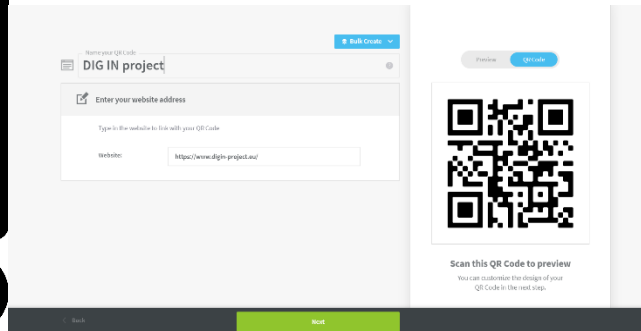 Bulk Create
Name your QR Code
DIG IN project
Enter your website address
Type in the website to link with your QR Code
Website:
https://www.digin-project.eu/
Preview
QR Code
Scan this QR Code to preview
You can customize the design of your
QR Code in the next step.
Back
Next